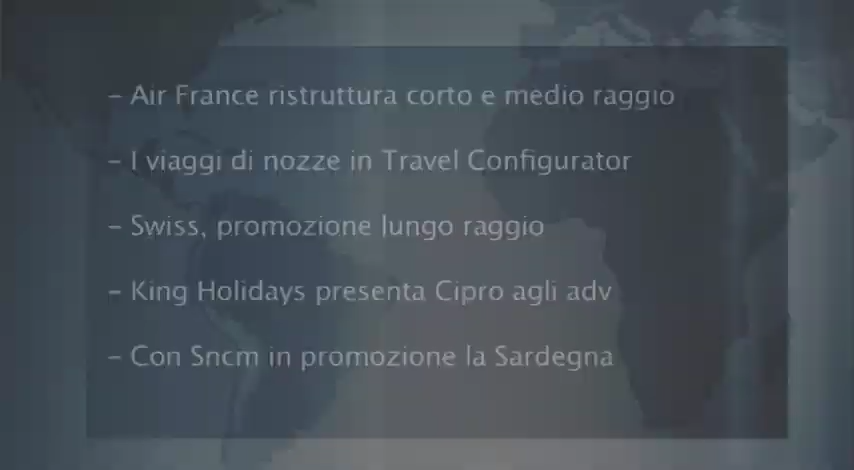 - Air France ristruttura corto e medio raggio
- I viaggi di nozze in Travel Configurator
- Swiss, promozione lungo raggio
- King Holidays presenta Cipro agli adv
- Con Sncm in promozione la Sardegna